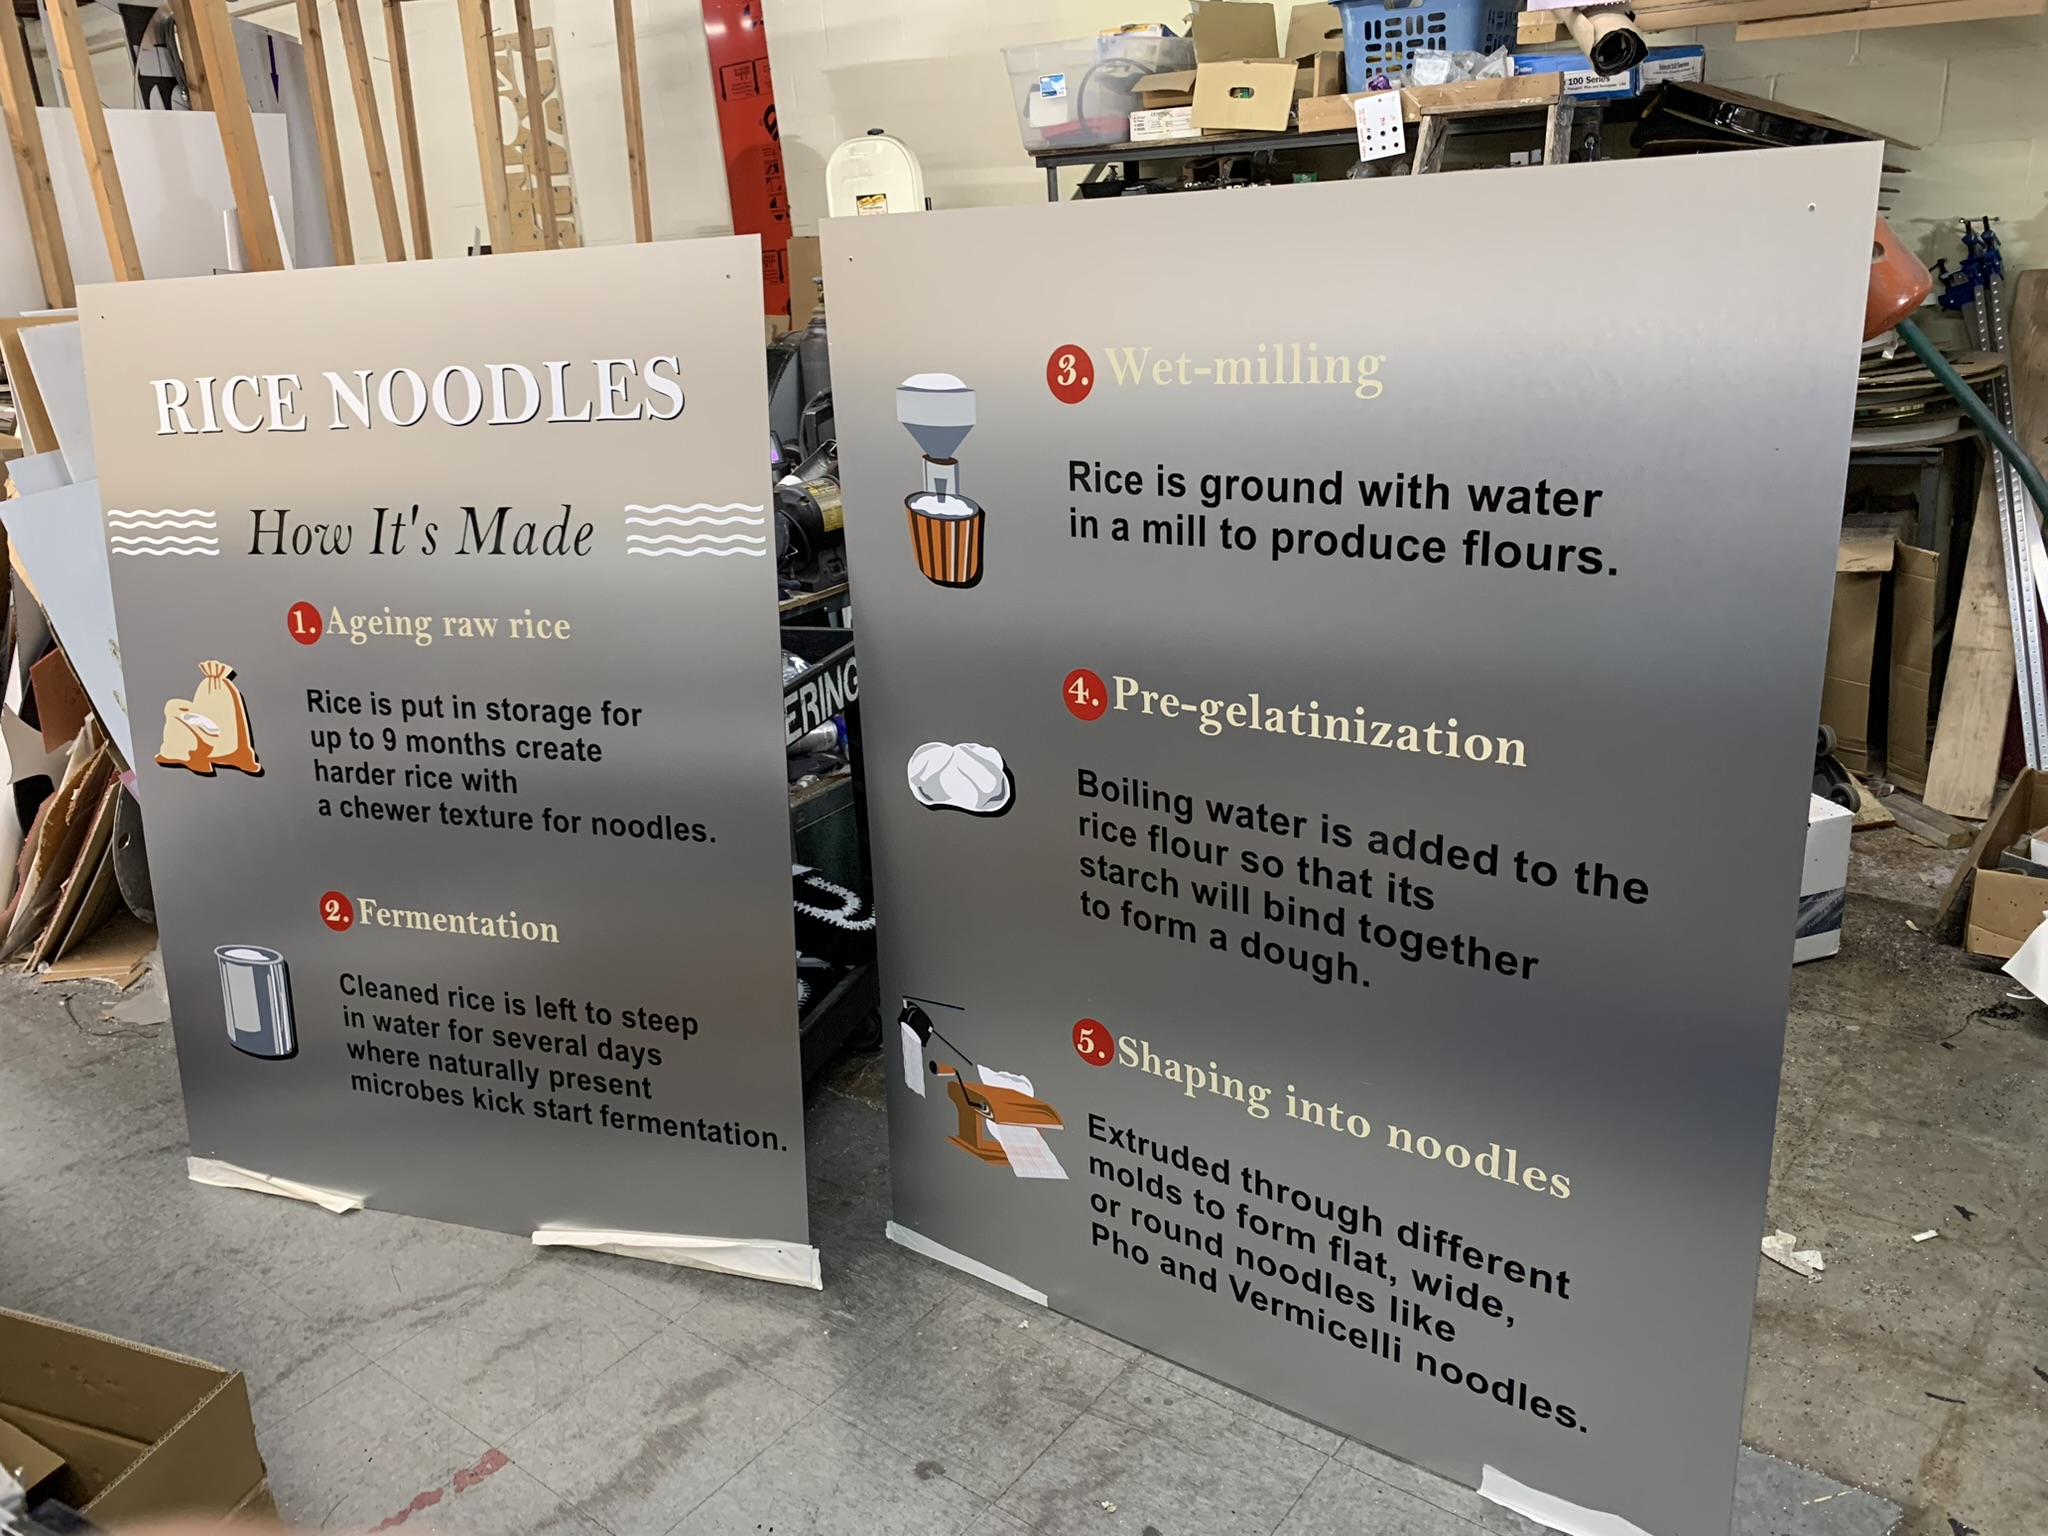 RICE NOODLES
How It's Made
1. Ageing raw rice
Rice is put in storage for
up to 9 months create
harder rice with
a chewer texture for noodles.
2. Fermentation
Cleaned rice is left to steep
in water for several days
where naturally present
microbes kick start fermentation.
3. Wet-milling
Rice is ground with water
in a mill to produce flours.
4. Pre-gelatinization
Boiling water is added to the
rice flour so that its
starch will bind together
to form a dough.
5. Shaping into noodles
Extruded through different
molds to form flat, wide,
or round noodles like
Pho and Vermicelli noodles.
ERING
100 Series